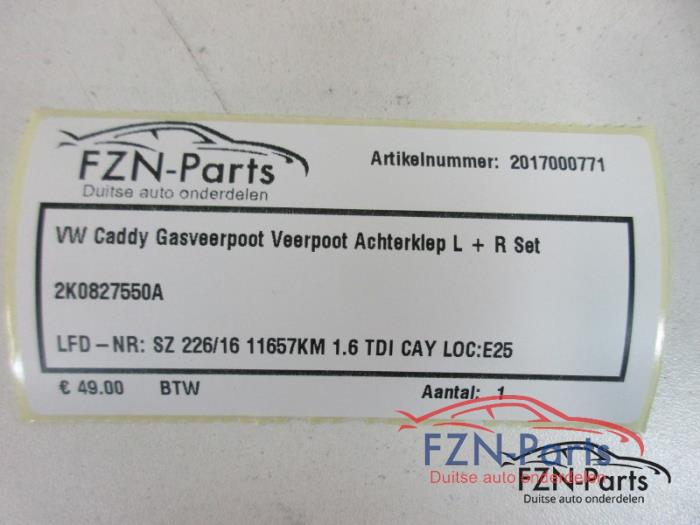 FZN-Parts
Duitse auto onderdelen
Artikelnummer: 2017000771
VW Caddy Gasveerpoot Veerpoot Achterklep L + R Set
2K0827550A
LFD-NR: SZ 226/16 11657KM 1.6 TDI CAY LOC:E25
€ 49.00 BTW Aantal: 1
FZN-Parts
Duitse auto onderdelen
FZN-Parts
Duitse auto onderdelen